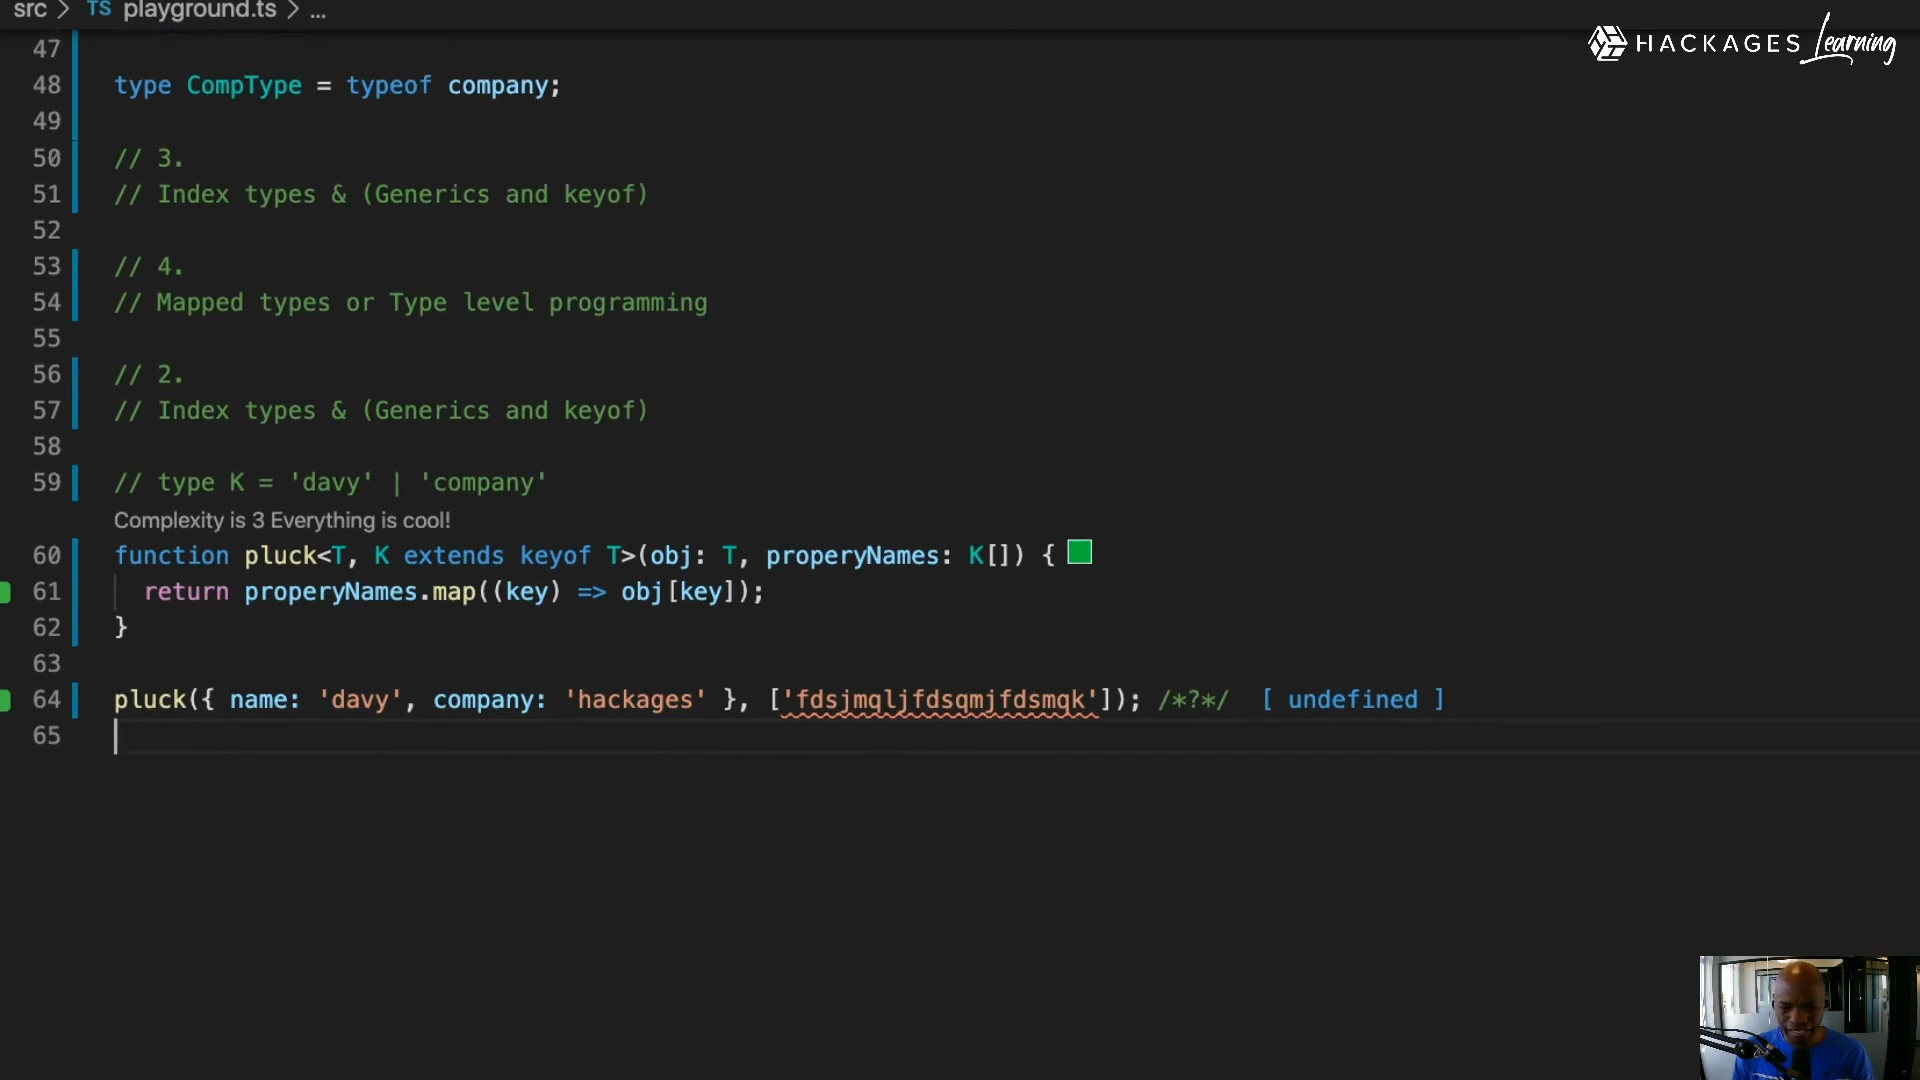 src > TS playground.ts > ...
HACKAGES Learning
47
48 type CompType = typeof company;
49
50 // 3.
51 // Index types & (Generics and keyof)
52
53 // 4.
54 // Mapped types or Type level programming
55
56 // 2.
57 // Index types & (Generics and keyof)
58
59 // type K = 'davy' | 'company'
Complexity is 3 Everything is cool!
60 function pluck<T, K extends keyof T>(obj: T, properyNames: K[]) {
61 return properyNames.map((key) => obj[key]);
62 }
63
64 pluck({ name: 'davy', company: 'hackages' }, ['fdsjmqljfdsqmjfdsmqk']); /*?*/ [ undefined ]
65